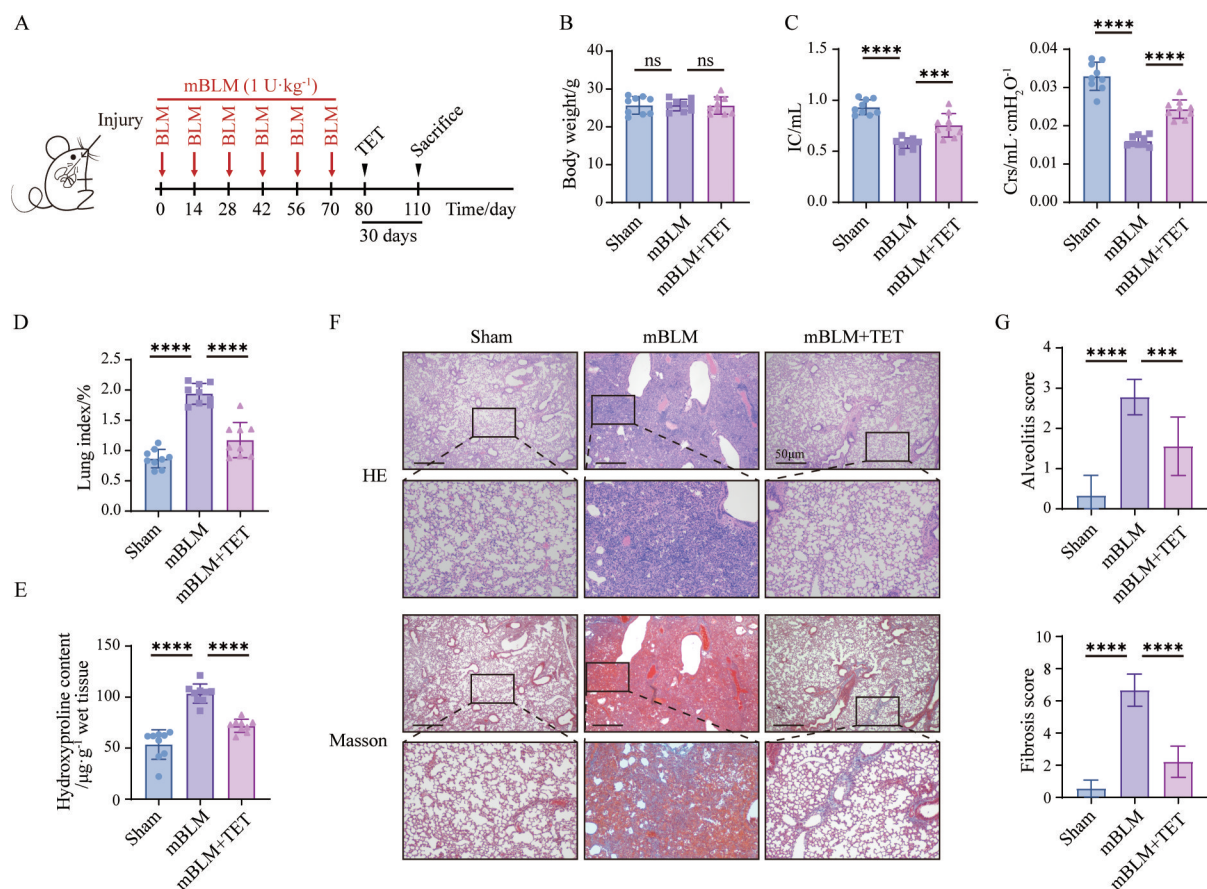 A
mBLM (1 U·kg⁻¹)
Injury
BLM BLM BLM BLM BLM BLM
TET
Sacrifice
0 14 28 42 56 70 80 110 Time/day
30 days
B
Body weight/g
40
30
20
10
0
ns ns
Sham mBLM mBLM+TET
C
IC/mL
1.5
1.0
0.5
0.0
**** ***
Sham mBLM mBLM+TET
Crs/mL·cmH₂O⁻¹
0.04
0.03
0.02
0.01
0.00
**** ****
Sham mBLM mBLM+TET
D
Lung index/%
2.5
2.0
1.5
1.0
0.5
0.0
**** ****
Sham mBLM mBLM+TET
E
Hydroxyproline content
/μg·g⁻¹ wet tissue
150
100
50
0
**** ****
Sham mBLM mBLM+TET
F
Sham mBLM mBLM+TET
HE
50μm
Masson
G
Alveolitis score
4
3
2
1
0
**** ***
Sham mBLM mBLM+TET
Fibrosis score
10
8
6
4
2
0
**** ****
Sham mBLM mBLM+TET